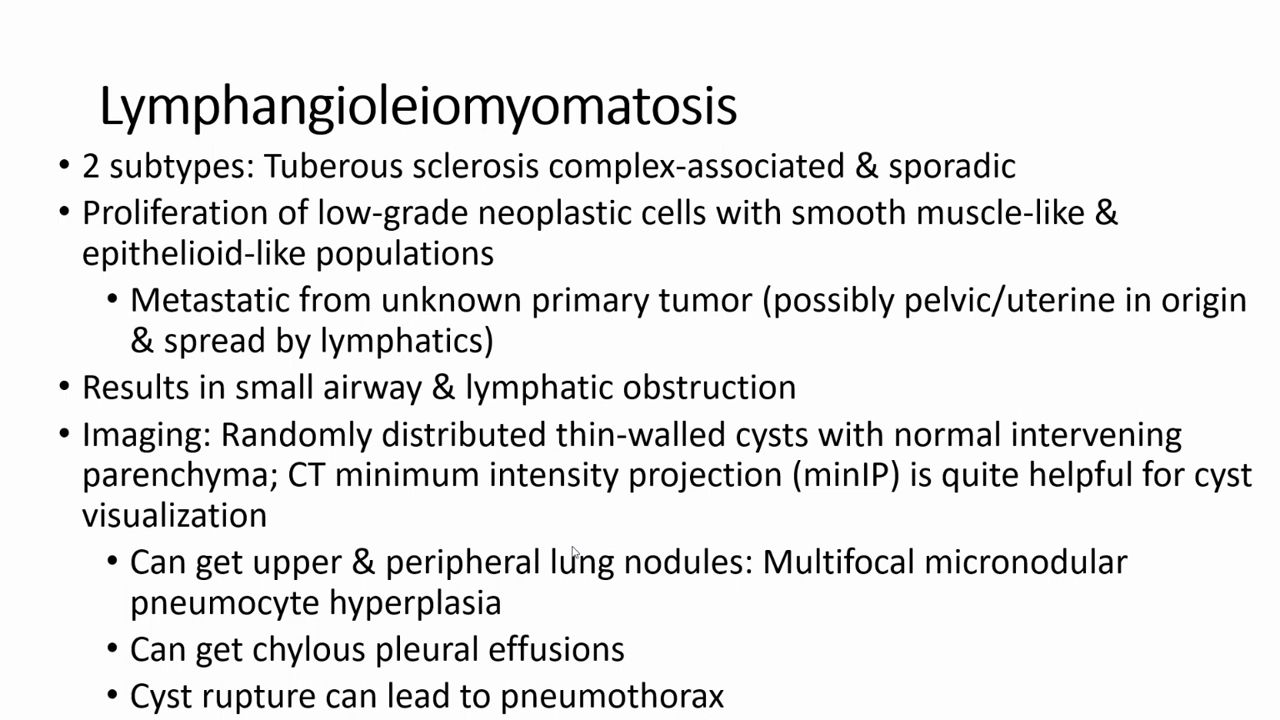 Lymphangioleiomyomatosis
• 2 subtypes: Tuberous sclerosis complex-associated & sporadic
• Proliferation of low-grade neoplastic cells with smooth muscle-like &
epithelioid-like populations
• Metastatic from unknown primary tumor (possibly pelvic/uterine in origin
& spread by lymphatics)
• Results in small airway & lymphatic obstruction
• Imaging: Randomly distributed thin-walled cysts with normal intervening
parenchyma; CT minimum intensity projection (minIP) is quite helpful for cyst
visualization
• Can get upper & peripheral lung nodules: Multifocal micronodular
pneumocyte hyperplasia
• Can get chylous pleural effusions
• Cyst rupture can lead to pneumothorax